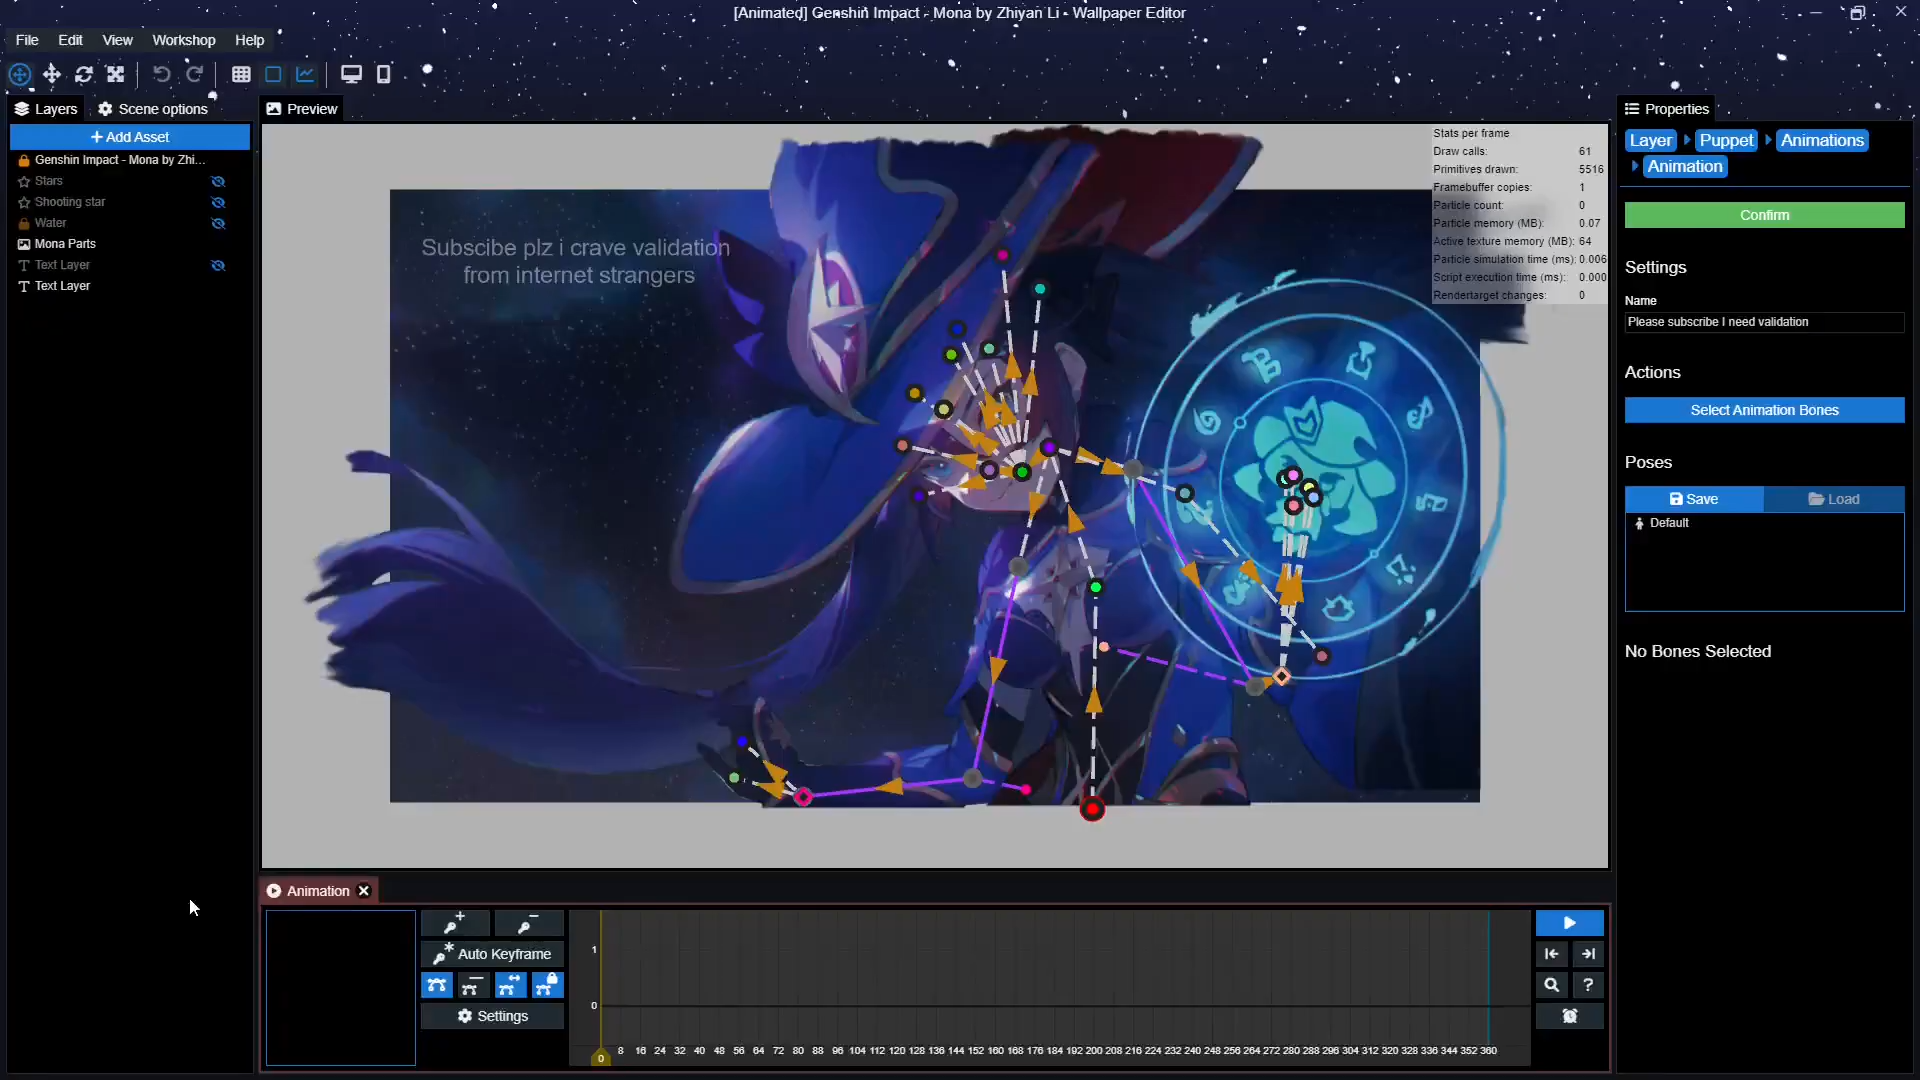 [Animated] Genshin Impact - Mona by Zhiyan Li - Wallpaper Editor
File Edit View Workshop Help
Layers Scene options
Preview
Properties
Add Asset
Genshin Impact - Mona by Zhi...
Stars
Shooting star
Water
Mona Parts
Text Layer
Text Layer
Subscibe plz i crave validation
from internet strangers
Stats per frame
Draw calls: 61
Primitives drawn: 5516
Framebuffer copies: 1
Particle count: 0
Particle memory (MB): 0.07
Active texture memory (MB): 64
Particle simulation time (ms): 0.006
Script execution time (ms): 0.000
Rendertarget changes: 0
Layer Puppet Animations
Animation
Confirm
Settings
Name
Please subscribe I need validation
Actions
Select Animation Bones
Poses
Save Load
Default
No Bones Selected
Animation
Auto Keyframe
Settings
1
0
0 8 16 24 32 40 48 56 64 72 80 88 96 104 112 120 128 136 144 152 160 168 176 184 192 200 208 216 224 232 240 248 256 264 272 280 288 296 304 312 320 328 336 344 352 360
?